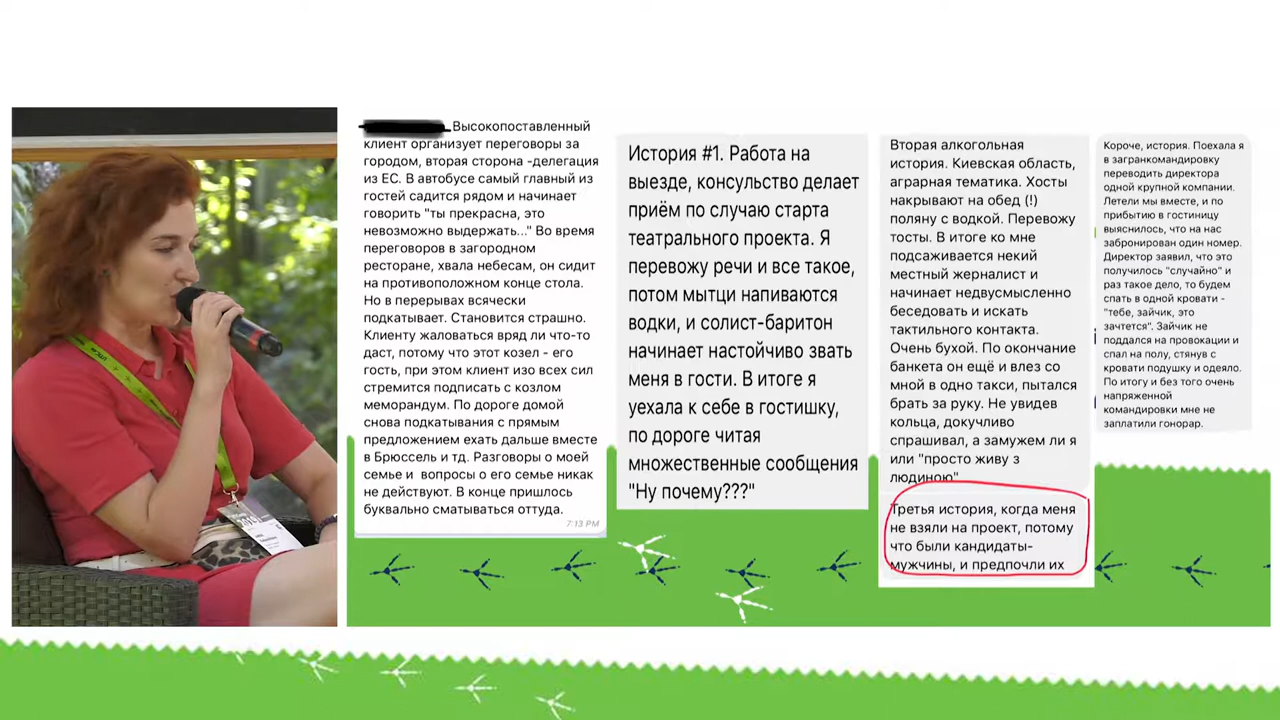 Высокопоставленный
клиент организует переговоры за
городом, вторая сторона -делегация
из ЕС. В автобусе самый главный из
гостей садится рядом и начинает
говорить "ты прекрасна, это
невозможно выдержать..." Во время
переговоров в загородном
ресторане, хвала небесам, он сидит
на противоположном конце стола.
Но в перерывах всячески
подкатывает. Становится страшно.
Клиенту жаловаться вряд ли что-то
даст, потому что этот козел - его
гость, при этом клиент изо всех сил
стремится подписать с козлом
меморандум. По дороге домой
снова подкатывания с прямым
предложением ехать дальше вместе
в Брюссель и тд. Разговоры о моей
семье и вопросы о его семье никак
не действуют. В конце пришлось
буквально сматываться оттуда.
7:13 PM
История #1. Работа на
выезде, консульство делает
приём по случаю старта
театрального проекта. Я
перевожу речи и все такое,
потом мытци напиваются
водки, и солист-баритон
начинает настойчиво звать
меня в гости. В итоге я
уехала к себе в гостишку,
по дороге читая
множественные сообщения
"Ну почему???"
Вторая алкогольная
история. Киевская область,
аграрная тематика. Хосты
накрывают на обед (!)
поляну с водкой. Перевожу
тосты. В итоге ко мне
подсаживается некий
местный жерналист и
начинает недвусмысленно
беседовать и искать
тактильного контакта.
Очень бухой. По окончание
банкета он ещё и влез со
мной в одно такси, пытался
брать за руку. Не увидев
кольца, докучливо
спрашивал, а замужем ли я
или "просто живу з
людиною"
Третья история, когда меня
не взяли на проект, потому
что были кандидаты-
мужчины, и предпочли их
Короче, история. Поехала я
в загранкомандировку
переводить директора
одной крупной компании.
Летели мы вместе, и по
прибытию в гостиницу
выяснилось, что на нас
забронирован один номер.
Директор заявил, что это
получилось "случайно" и
раз такое дело, то будем
спать в одной кровати -
"тебе, зайчик, это
зачтется". Зайчик не
поддался на провокации и
спал на полу, стянув с
кровати подушку и одеяло.
По итогу и без того очень
напряженной
командировки мне не
заплатили гонорар.